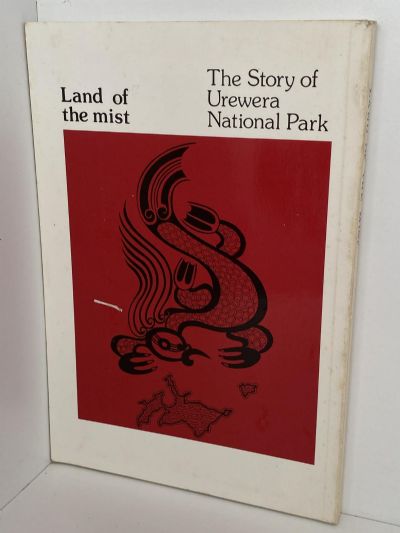 Land of
the mist
The Story of
Urewera
National Park